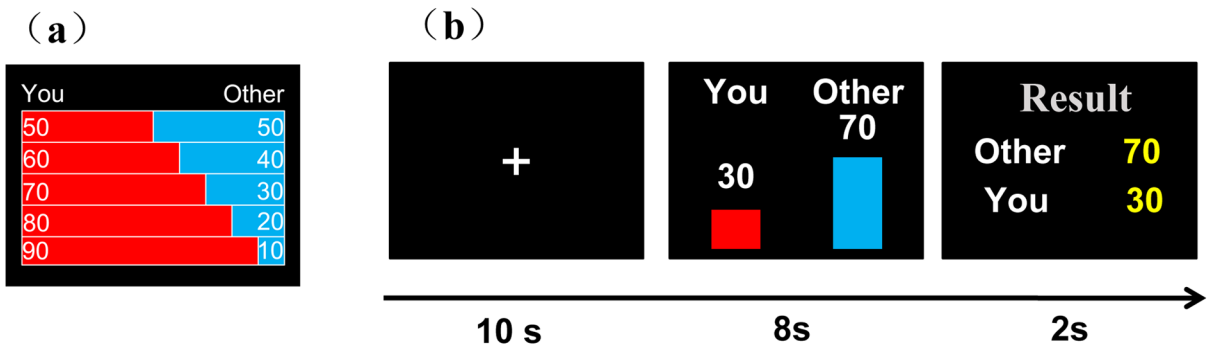 （a）
You Other
50 50
60 40
70 30
80 20
90 10
（b）
+
You Other
30 70
Result
Other 70
You 30
10 s 8s 2s